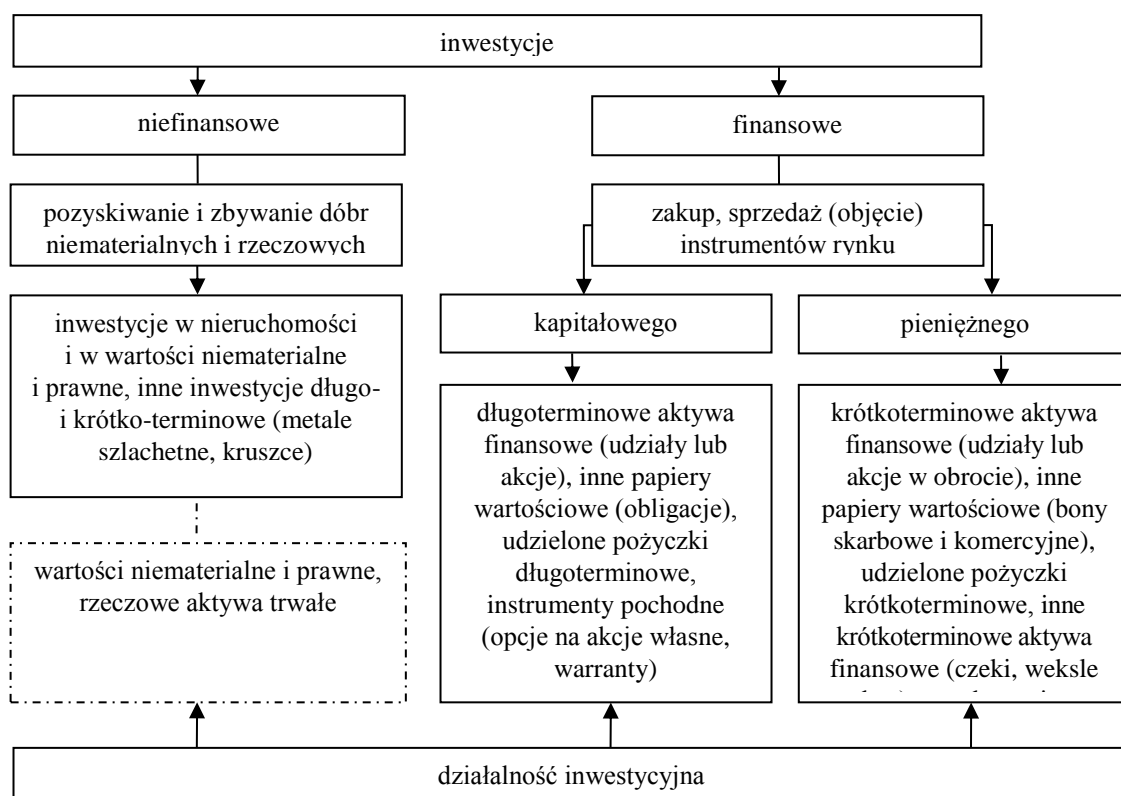 inwestycje
niefinansowe
finansowe
pozyskiwanie i zbywanie dóbr
niematerialnych i rzeczowych
zakup, sprzedaż (objęcie)
instrumentów rynku
inwestycje w nieruchomości
i w wartości niematerialne
i prawne, inne inwestycje długo-
i krótko-terminowe (metale
szlachetne, kruszce)
kapitałowego
pieniężnego
długoterminowe aktywa
finansowe (udziały lub
akcje), inne papiery
wartościowe (obligacje),
udzielone pożyczki
długoterminowe,
instrumenty pochodne
(opcje na akcje własne,
warranty)
krótkoterminowe aktywa
finansowe (udziały lub
akcje w obrocie), inne
papiery wartościowe (bony
skarbowe i komercyjne),
udzielone pożyczki
krótkoterminowe, inne
krótkoterminowe aktywa
finansowe (czeki, weksle
wartości niematerialne i prawne,
rzeczowe aktywa trwałe
działalność inwestycyjna